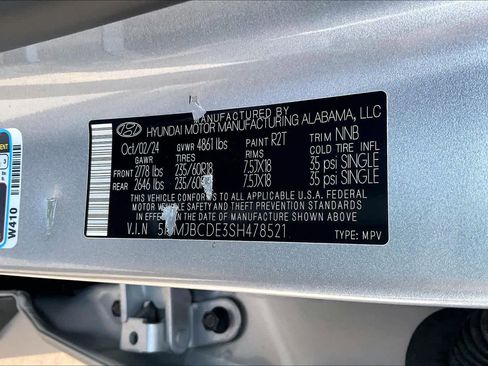 MANUFACTURED BY
HYUNDAI MOTOR MANUFACTURING ALABAMA, LLC
Oct/02/24 GVWR 4861 lbs PAINT R2T TRIM NNB
GAWR TIRES RIMS COLD TIRE INFL
FRONT 2778 lbs 235/60R18 7.5JX18 35 psi SINGLE
REAR 2646 lbs 235/60R18 7.5JX18 35 psi SINGLE
THIS VEHICLE CONFORMS TO ALL APPLICABLE U.S.A. FEDERAL
MOTOR VEHICLE SAFETY AND THEFT PREVENTION STANDARDS
IN EFFECT ON THE DATE OF MANUFACTURE SHOWN ABOVE.
V.I.N MJBCDE3SH478521 TYPE: MPV
W410